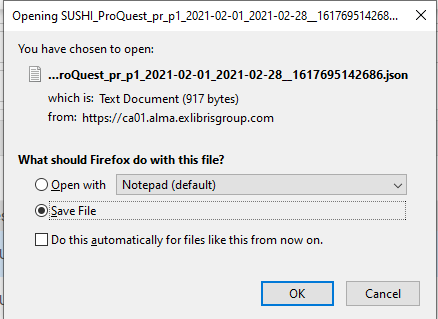 Opening SUSHI_ProQuest_pr_p1_2021-02-01_2021-02-28__161769514268...
You have chosen to open:
...roQuest_pr_p1_2021-02-01_2021-02-28__1617695142686.json
which is: Text Document (917 bytes)
from: https://ca01.alma.exlibrisgroup.com
What should Firefox do with this file?
Open with Notepad (default)
Save File
Do this automatically for files like this from now on.
OK Cancel